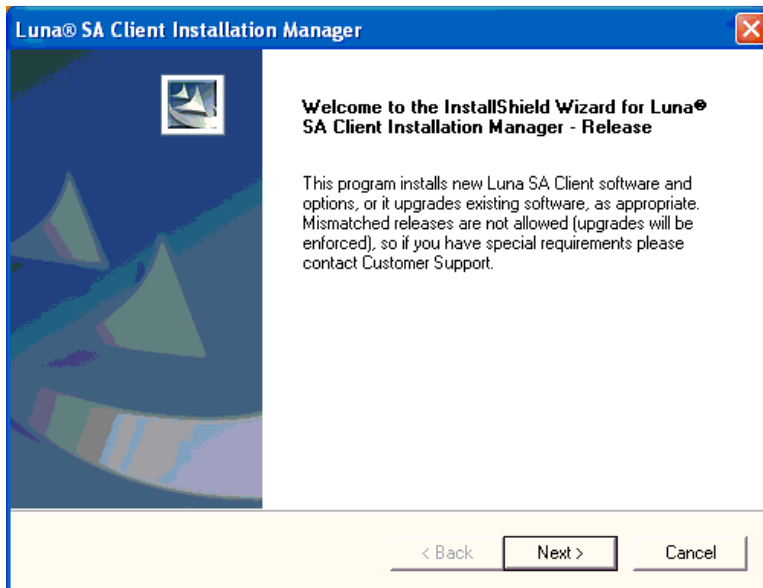 Luna® SA Client Installation Manager
Welcome to the InstallShield Wizard for Luna®
SA Client Installation Manager - Release
This program installs new Luna SA Client software and
options, or it upgrades existing software, as appropriate.
Mismatched releases are not allowed (upgrades will be
enforced), so if you have special requirements please
contact Customer Support.
< Back
Next >
Cancel